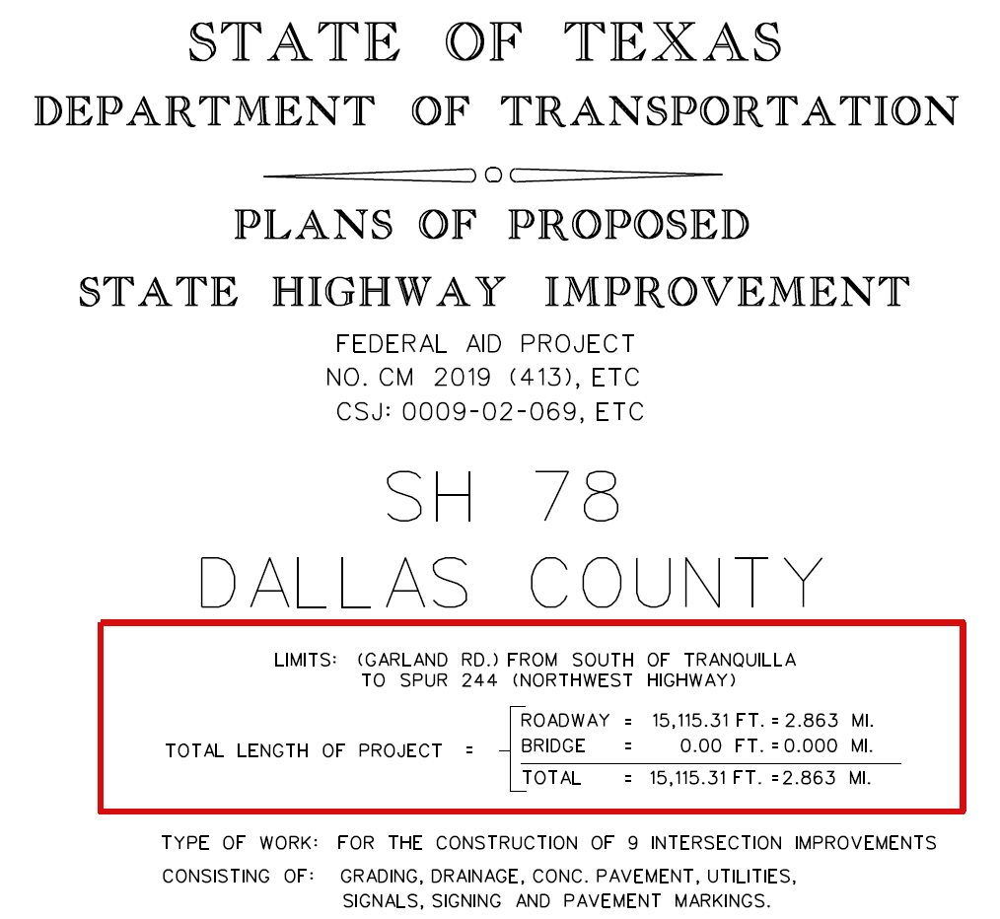 STATE OF TEXAS
DEPARTMENT OF TRANSPORTATION
PLANS OF PROPOSED
STATE HIGHWAY IMPROVEMENT
FEDERAL AID PROJECT
NO. CM 2019 (413), ETC
CSJ: 0009-02-069, ETC
SH 78
DALLAS COUNTY
LIMITS: (GARLAND RD.) FROM SOUTH OF TRANQUILLA
TO SPUR 244 (NORTHWEST HIGHWAY)
ROADWAY = 15,115.31 FT. = 2.863 MI.
TOTAL LENGTH OF PROJECT = BRIDGE = 0.00 FT. = 0.000 MI.
TOTAL = 15,115.31 FT. = 2.863 MI.
TYPE OF WORK: FOR THE CONSTRUCTION OF 9 INTERSECTION IMPROVEMENTS
CONSISTING OF: GRADING, DRAINAGE, CONC. PAVEMENT, UTILITIES,
SIGNALS, SIGNING AND PAVEMENT MARKINGS.